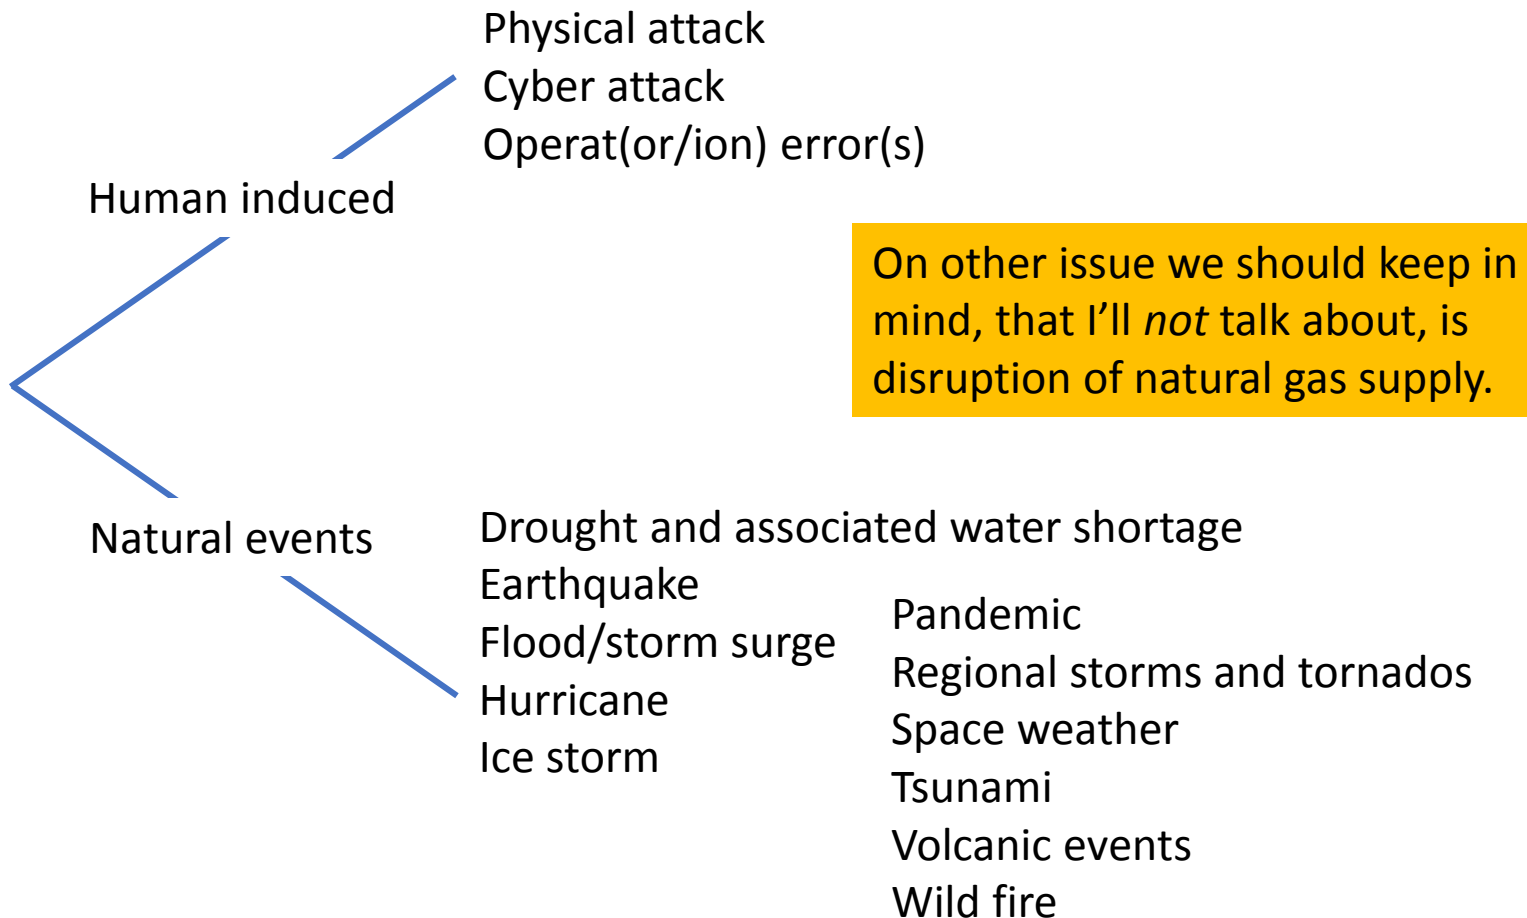 Physical attack
Cyber attack
Operat(or/ion) error(s)
Human induced
On other issue we should keep in
mind, that I’ll not talk about, is
disruption of natural gas supply.
Natural events
Drought and associated water shortage
Earthquake
Flood/storm surge
Hurricane
Ice storm
Pandemic
Regional storms and tornados
Space weather
Tsunami
Volcanic events
Wild fire